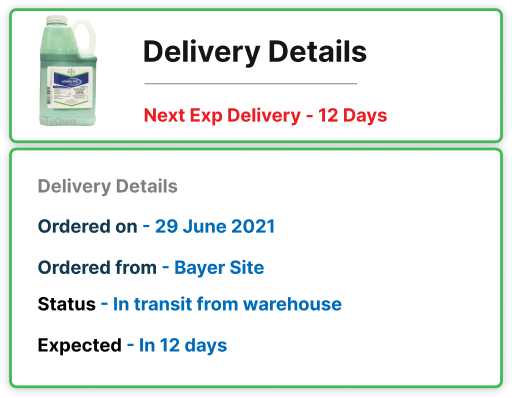 Delivery Details
Next Exp Delivery - 12 Days
Delivery Details
Ordered on - 29 June 2021
Ordered from - Bayer Site
Status - In transit from warehouse
Expected - In 12 days